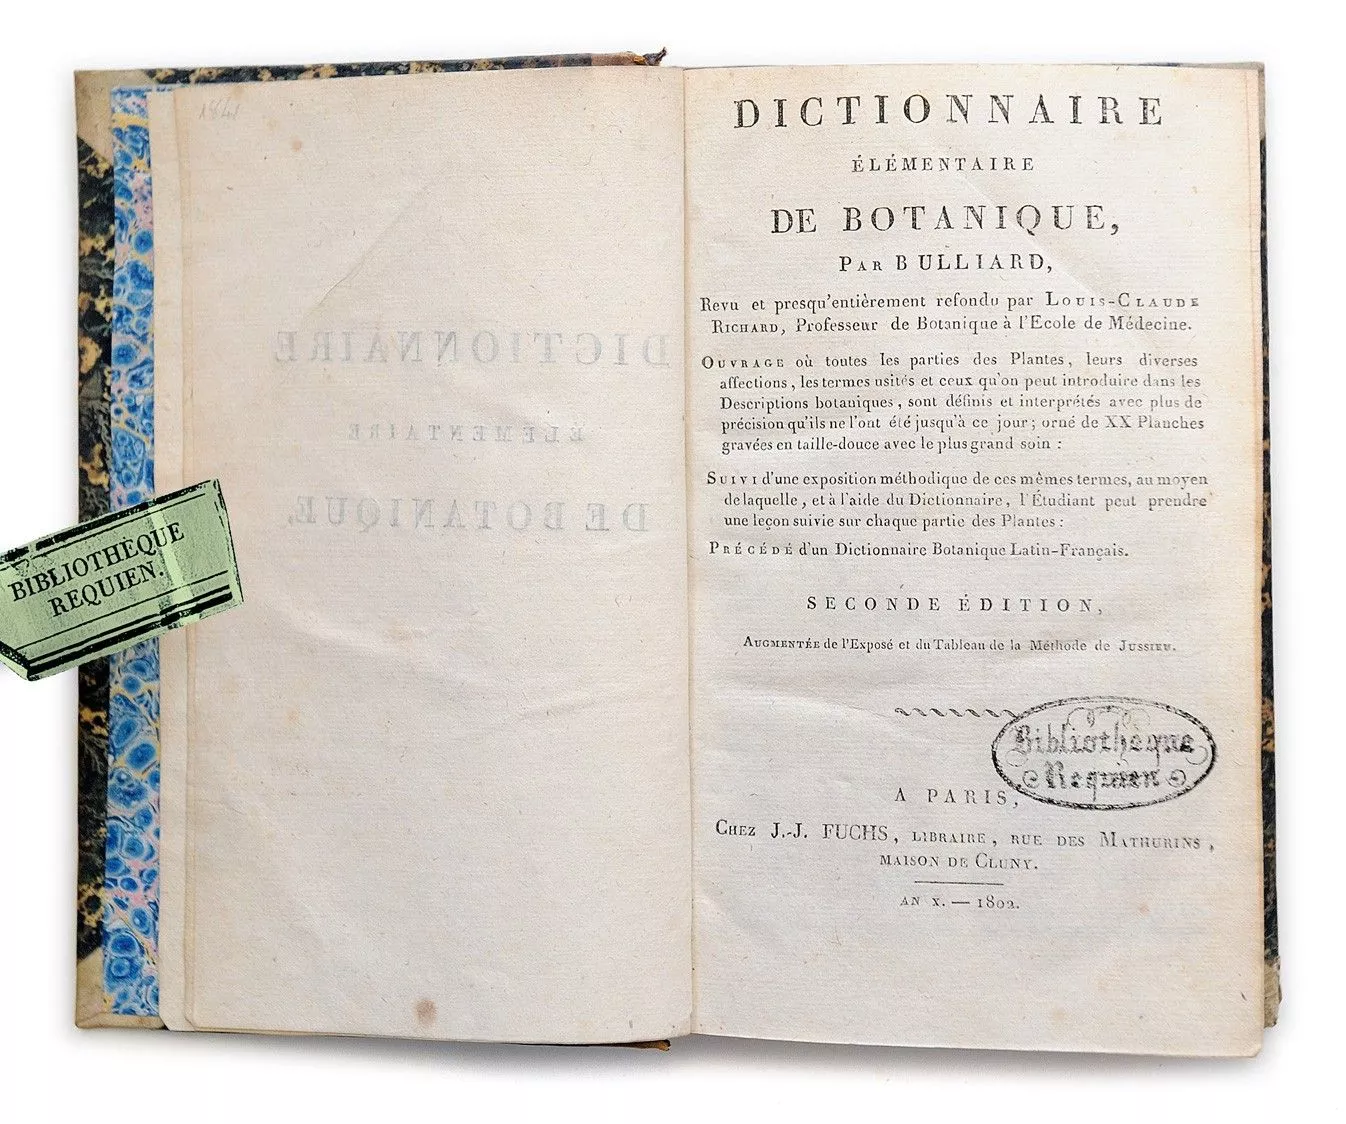 BIBLIOTHÈQUE
REQUIEN.
DICTIONNAIRE
ÉLÉMENTAIRE
DE BOTANIQUE,
DICTIONNAIRE
ÉLÉMENTAIRE
DE BOTANIQUE,
PAR BULLIARD,
Revu et presqu'entièrement refondu par LOUIS-CLAUDE
RICHARD, Professeur de Botanique à l'Ecole de Médecine.
OUVRAGE où toutes les parties des Plantes, leurs diverses
affections, les termes usités et ceux qu'on peut introduire dans les
Descriptions botaniques, sont définis et interprétés avec plus de
précision qu'ils ne l'ont été jusqu'à ce jour; orné de XX Planches
gravées en taille-douce avec le plus grand soin :
SUIVI d'une exposition méthodique de ces mêmes termes, au moyen
de laquelle, et à l'aide du Dictionnaire, l'Étudiant peut prendre
une leçon suivie sur chaque partie des Plantes :
PRÉCÉDÉ d'un Dictionnaire Botanique Latin-Français.
SECONDE ÉDITION,
AUGMENTÉE de l'Exposé et du Tableau de la Méthode de JUSSIEU.
Bibliothèque
Requien
A PARIS,
CHEZ J.-J. FUCHS, LIBRAIRE, RUE DES MATHURINS,
MAISON DE CLUNY.
AN X. — 1802.